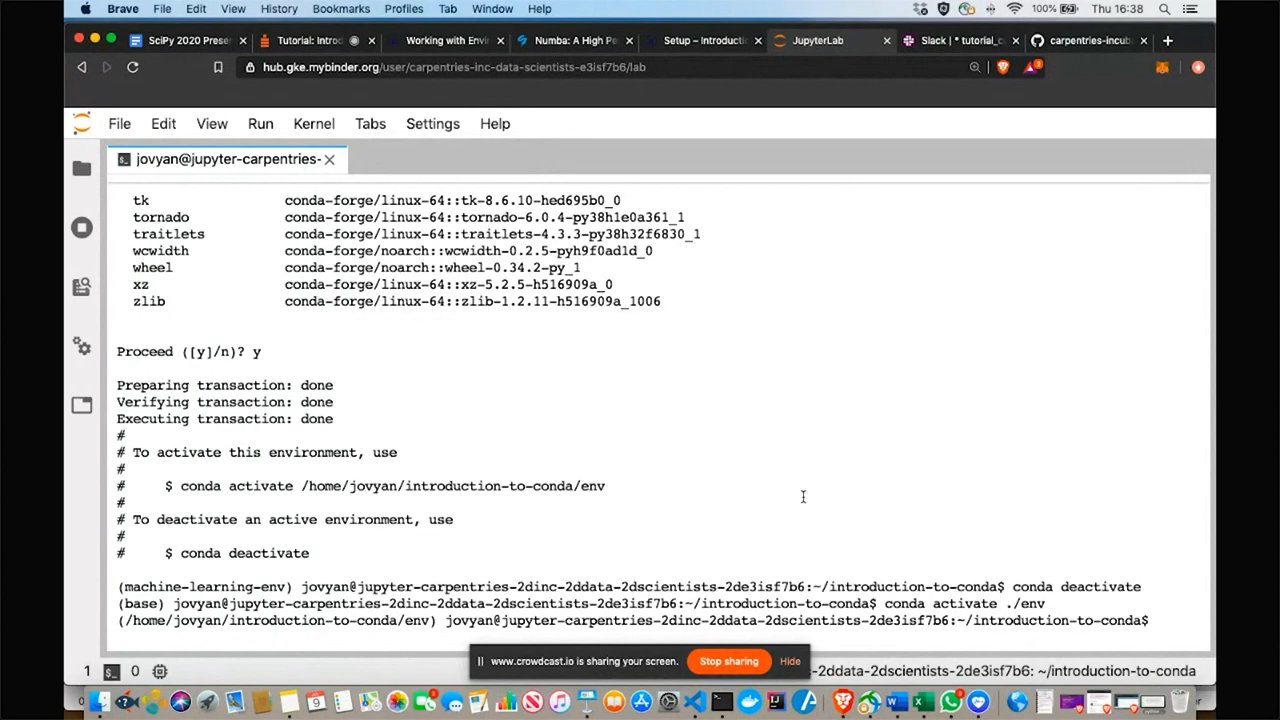 Brave File Edit View History Bookmarks Profiles Tab Window Help 100% Thu 16:38
SciPy 2020 Prese Tutorial: Introd Working with Envi Numba: A High P Setup – Introductio JupyterLab Slack | * tutorial_c carpentries-incub
hub.gke.mybinder.org/user/carpentries-inc-data-scientists-e3isf7b6/lab
File Edit View Run Kernel Tabs Settings Help
jovyan@jupyter-carpentries-
tk conda-forge/linux-64::tk-8.6.10-hed695b0_0
tornado conda-forge/linux-64::tornado-6.0.4-py38h1e0a361_1
traitlets conda-forge/linux-64::traitlets-4.3.3-py38h32f6830_1
wcwidth conda-forge/noarch::wcwidth-0.2.5-pyh9f0ad1d_0
wheel conda-forge/noarch::wheel-0.34.2-py_1
xz conda-forge/linux-64::xz-5.2.5-h516909a_0
zlib conda-forge/linux-64::zlib-1.2.11-h516909a_1006
Proceed ([y]/n)? y
Preparing transaction: done
Verifying transaction: done
Executing transaction: done
#
# To activate this environment, use
#
# $ conda activate /home/jovyan/introduction-to-conda/env
#
# To deactivate an active environment, use
#
# $ conda deactivate
(machine-learning-env) jovyan@jupyter-carpentries-2dinc-2ddata-2dscientists-2de3isf7b6:~/introduction-to-conda$ conda deactivate
(base) jovyan@jupyter-carpentries-2dinc-2ddata-2dscientists-2de3isf7b6:~/introduction-to-conda$ conda activate ./env
(/home/jovyan/introduction-to-conda/env) jovyan@jupyter-carpentries-2dinc-2ddata-2dscientists-2de3isf7b6:~/introduction-to-conda$
www.crowdcast.io is sharing your screen. Stop sharing Hide
1 0 2ddata-2dscientists-2de3isf7b6: ~/introduction-to-conda